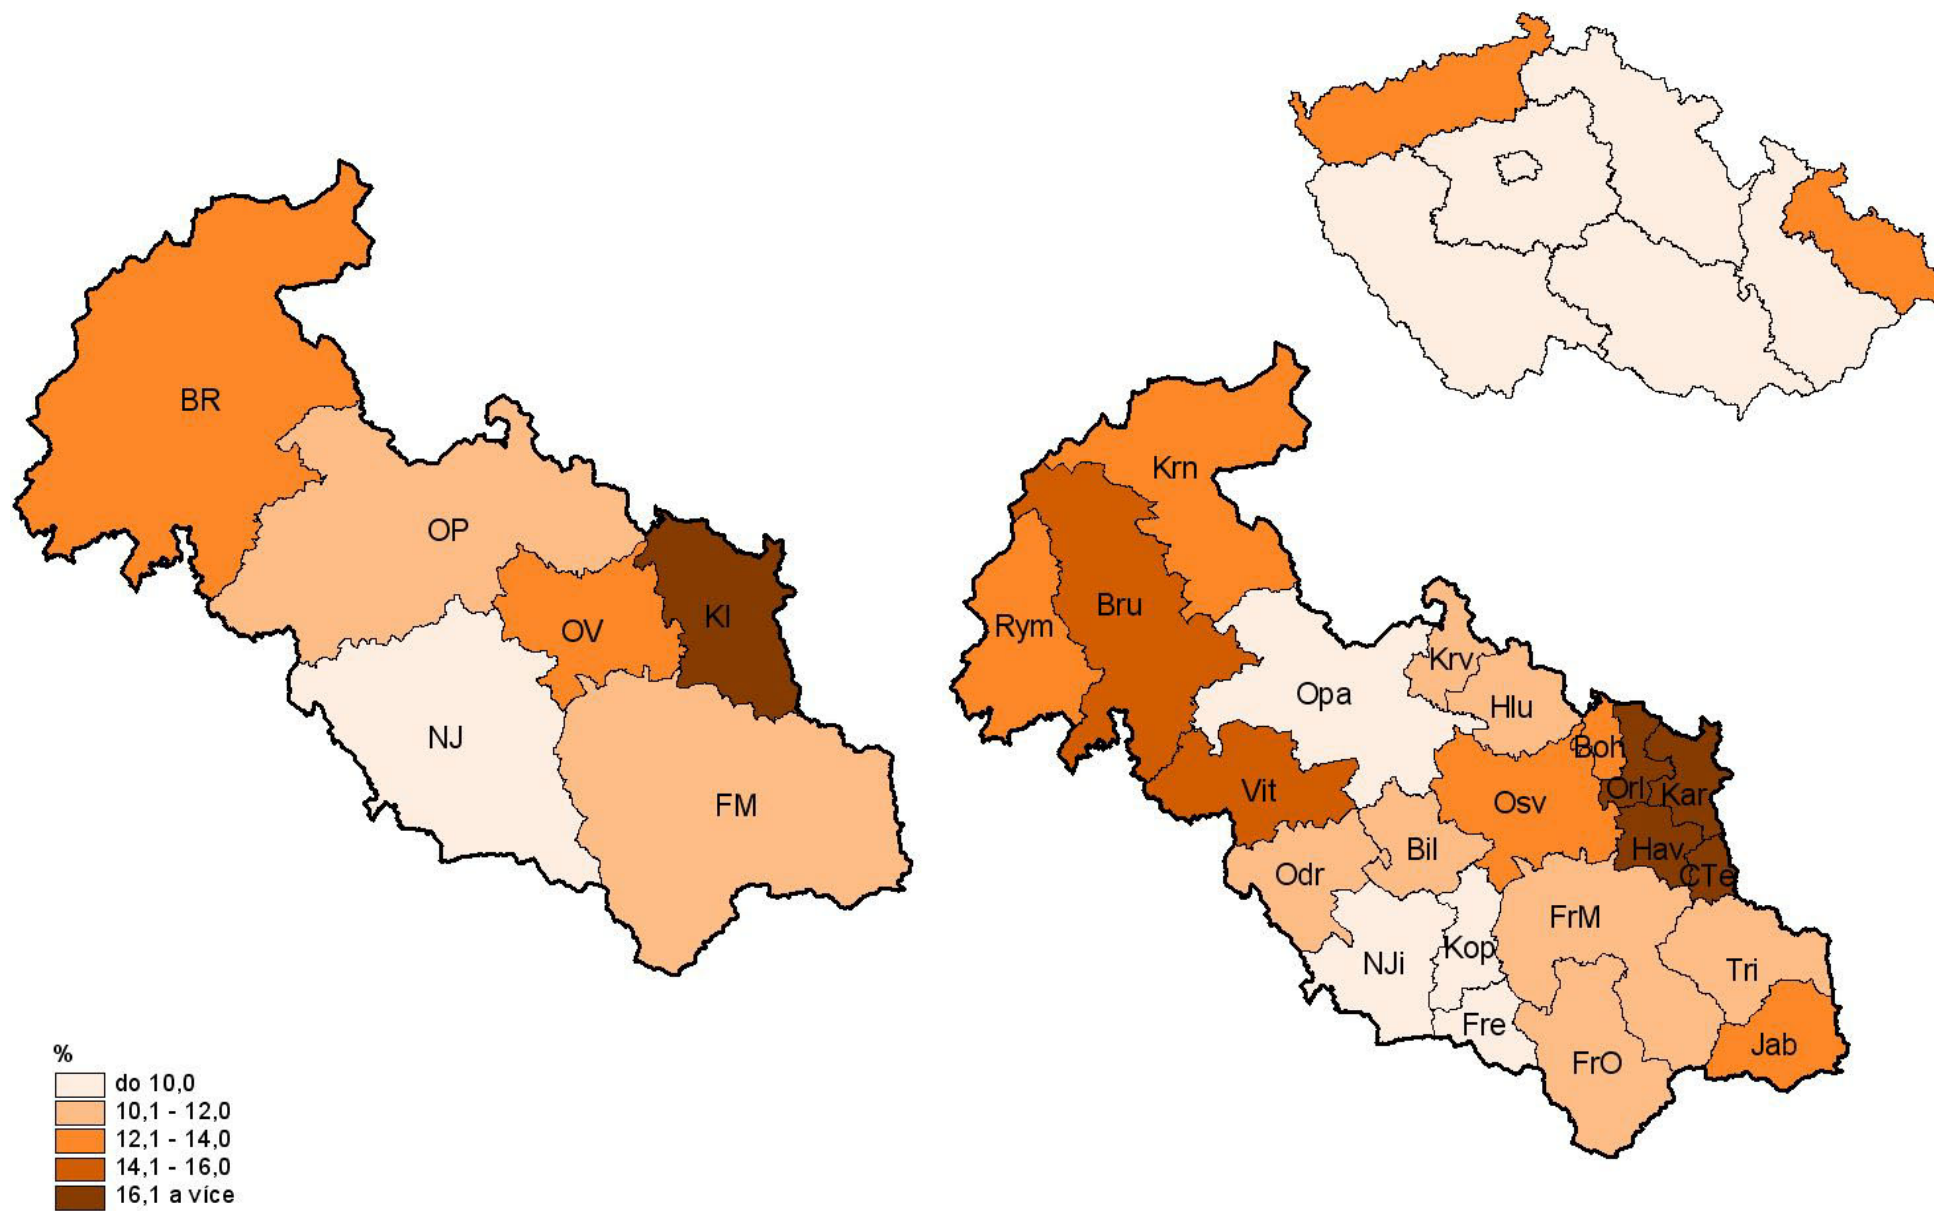 BR
OP
OV
KI
NJ
FM
Krn
Bru
Rym
Opa
Krv
Hlu
Boh
Vit
Osv
Orl
Kar
Bil
Hav
CTe
Odr
FrM
Kop
NJi
Tri
Fre
Jab
FrO
%
do 10,0
10,1 - 12,0
12,1 - 14,0
14,1 - 16,0
16,1 a více